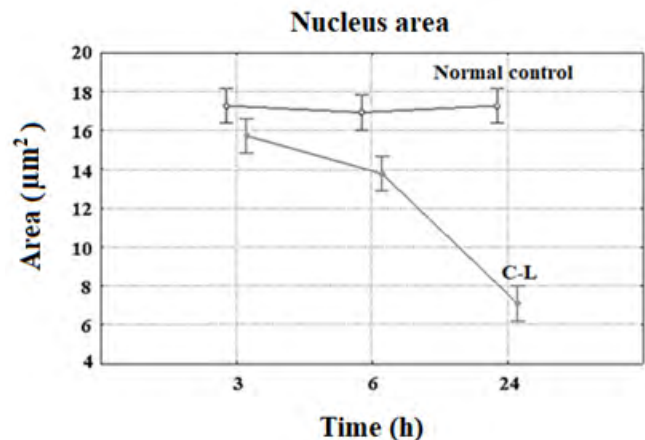 Nucleus area
20
Normal control
18
16
14
12
10
C-L
8
6
4
Area (µm²)
3 6 24
Time (h)